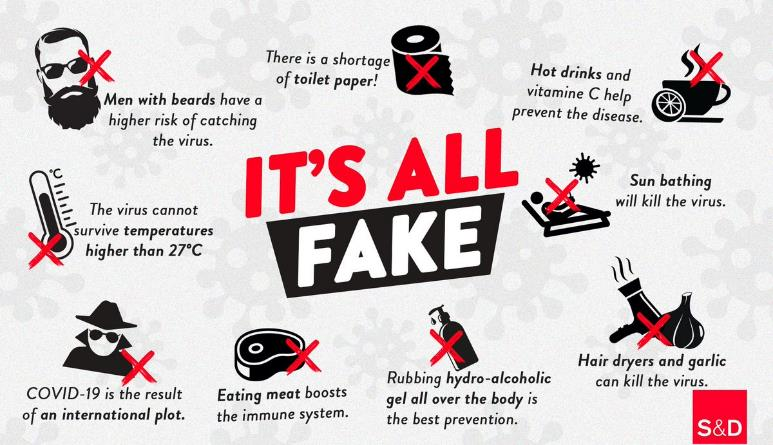 There is a shortage
of toilet paper!
Hot drinks and
vitamine C help
prevent the disease.
Men with beards have a
higher risk of catching
the virus.
IT'S ALL
FAKE
°C
The virus cannot
survive temperatures
higher than 27°C
Sun bathing
will kill the virus.
COVID-19 is the result
of an international plot.
Eating meat boosts
the immune system.
Rubbing hydro-alcoholic
gel all over the body is
the best prevention.
Hair dryers and garlic
can kill the virus.
S&D